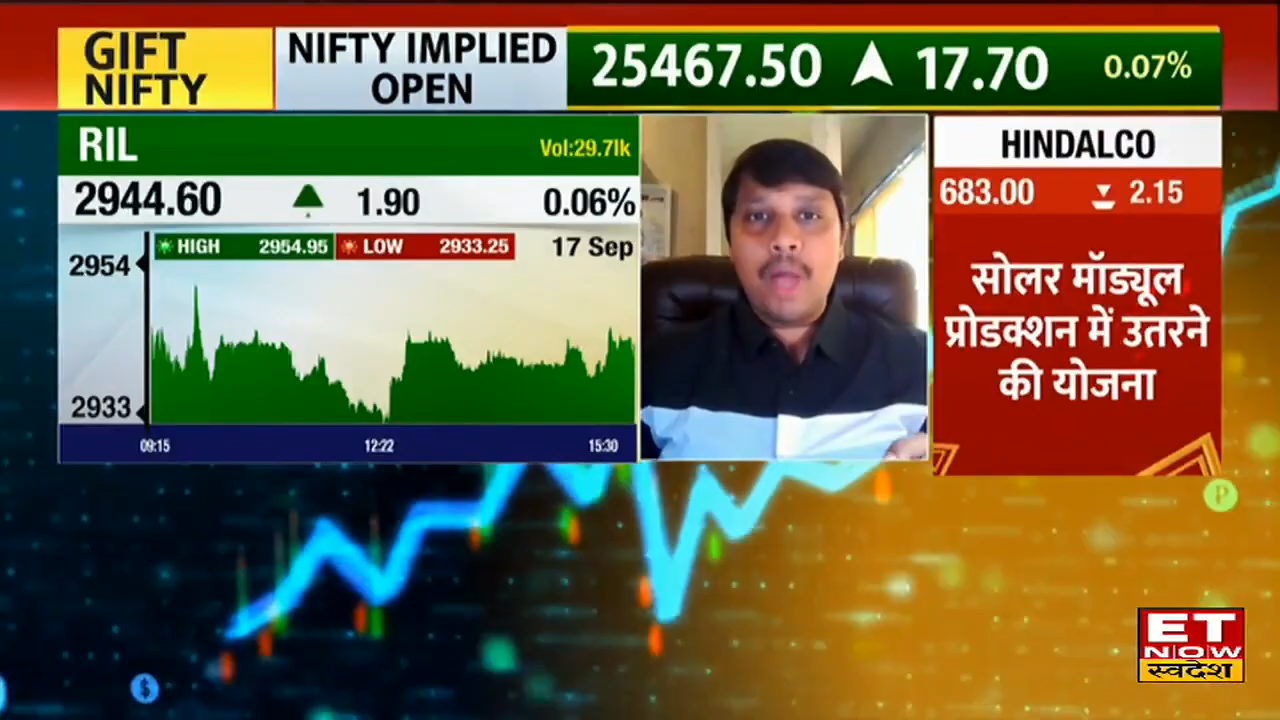 GIFT
NIFTY
NIFTY IMPLIED
OPEN
25467.50 17.70 0.07%
RIL Vol:29.7lk
2944.60 1.90 0.06%
HIGH 2954.95 LOW 2933.25 17 Sep
2954
2933
09:15 12:22 15:30
HINDALCO
683.00 2.15
सोलर मॉड्यूल
प्रोडक्शन में उतरने
की योजना
P
$
ET
NOW
स्वदेश